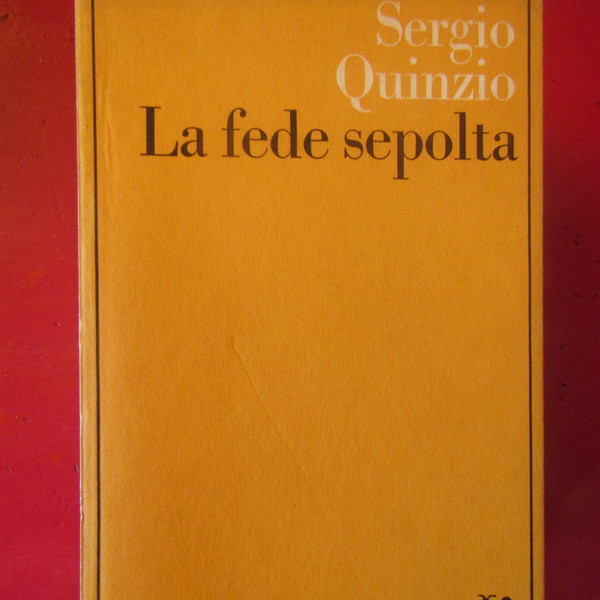 Sergio
Quinzio
La fede sepolta